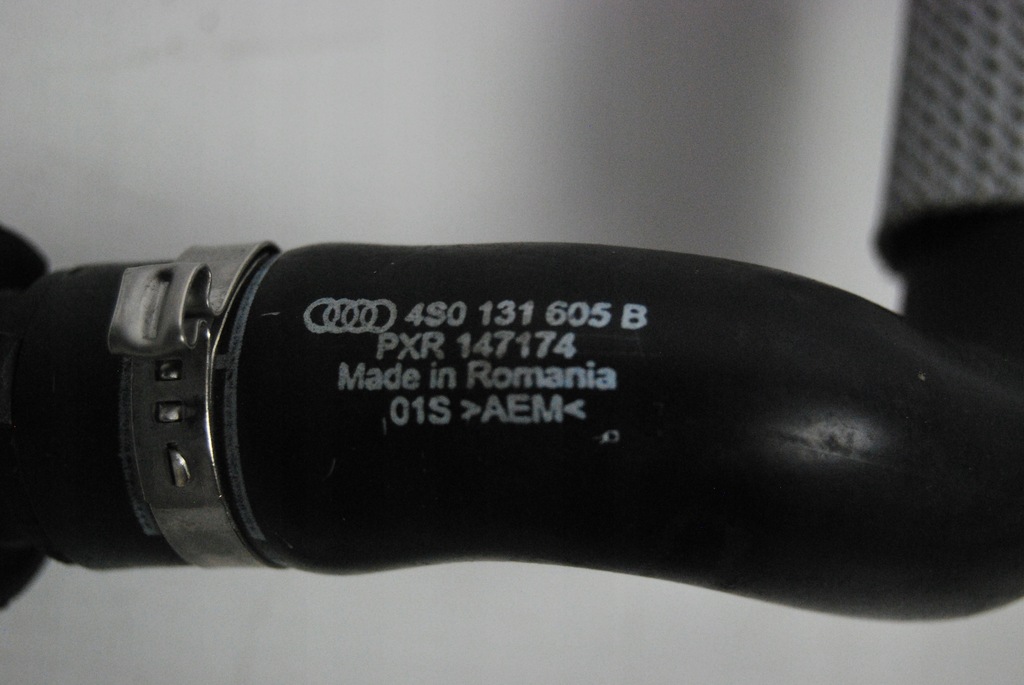 4S0 131 605 B
PXR 147174
Made in Romania
01S >AEM<